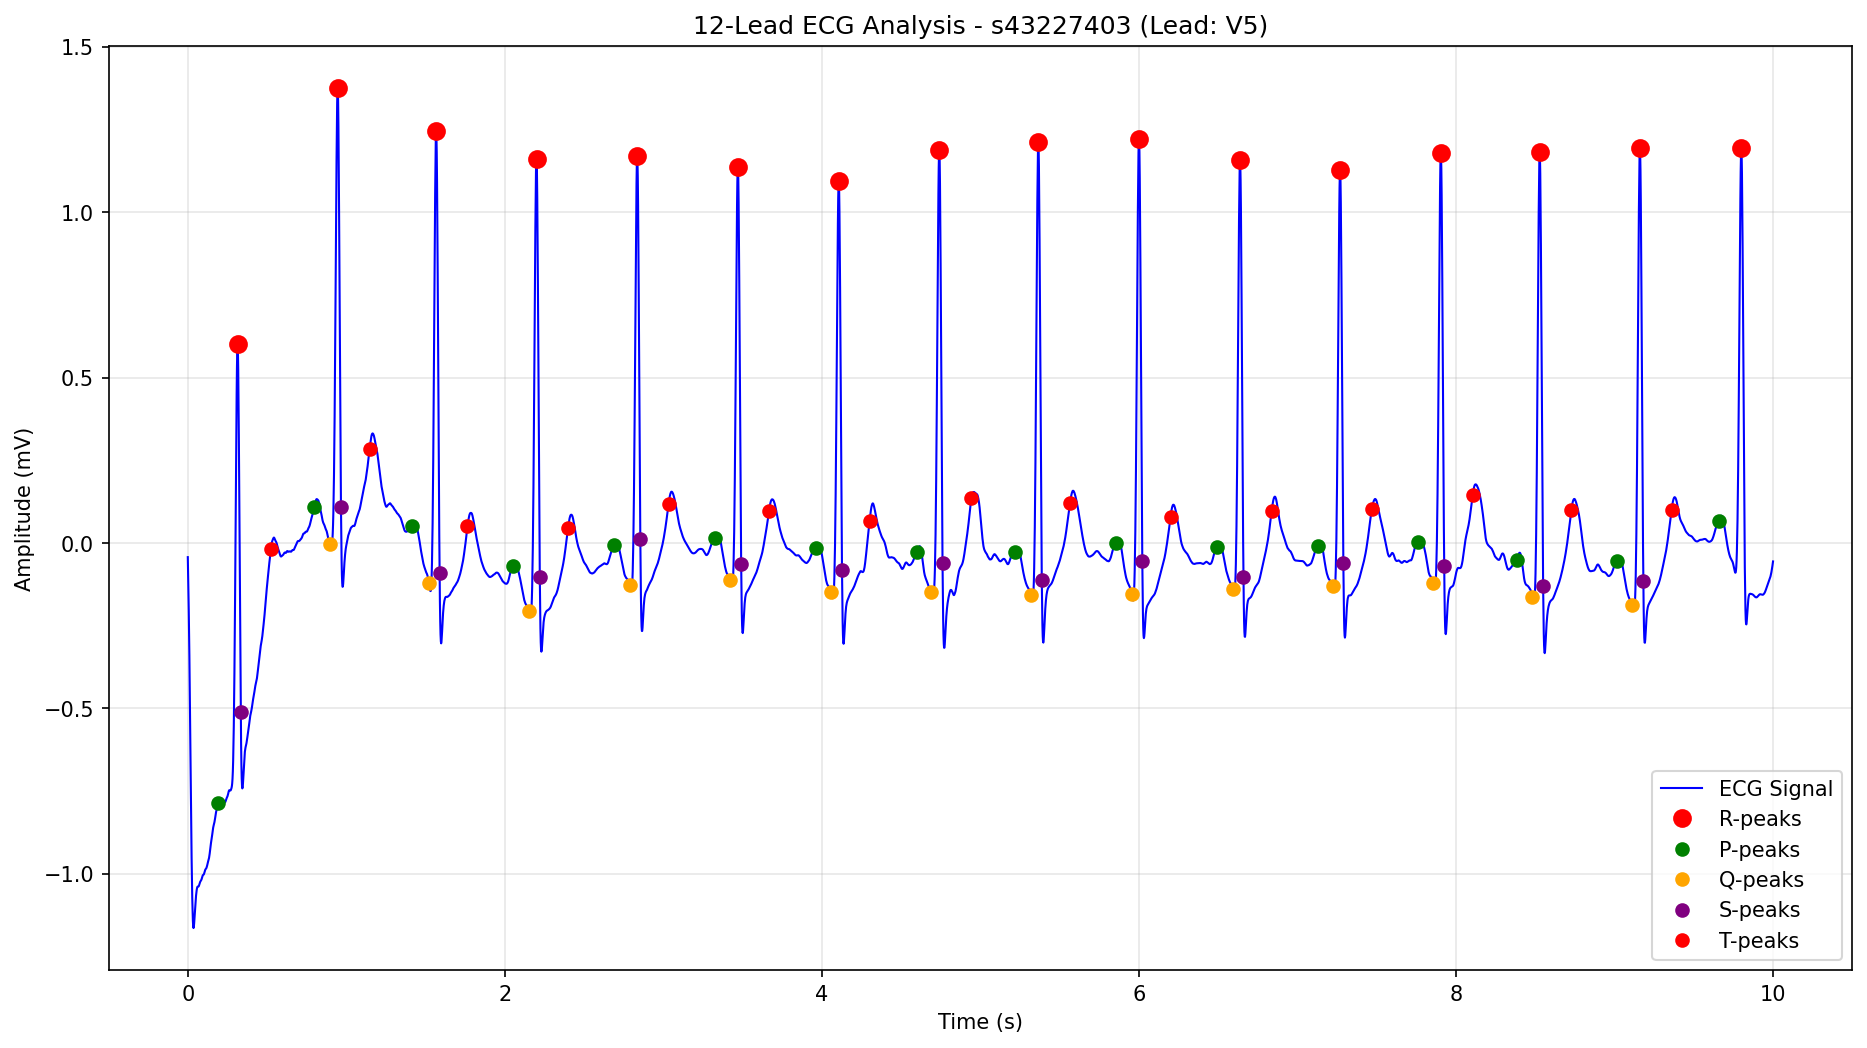 12-Lead ECG Analysis - s43227403 (Lead: V5)
1.5
1.0
0.5
0.0
−0.5
−1.0
Amplitude (mV)
0
2
4
6
8
10
Time (s)
ECG Signal
R-peaks
P-peaks
Q-peaks
S-peaks
T-peaks